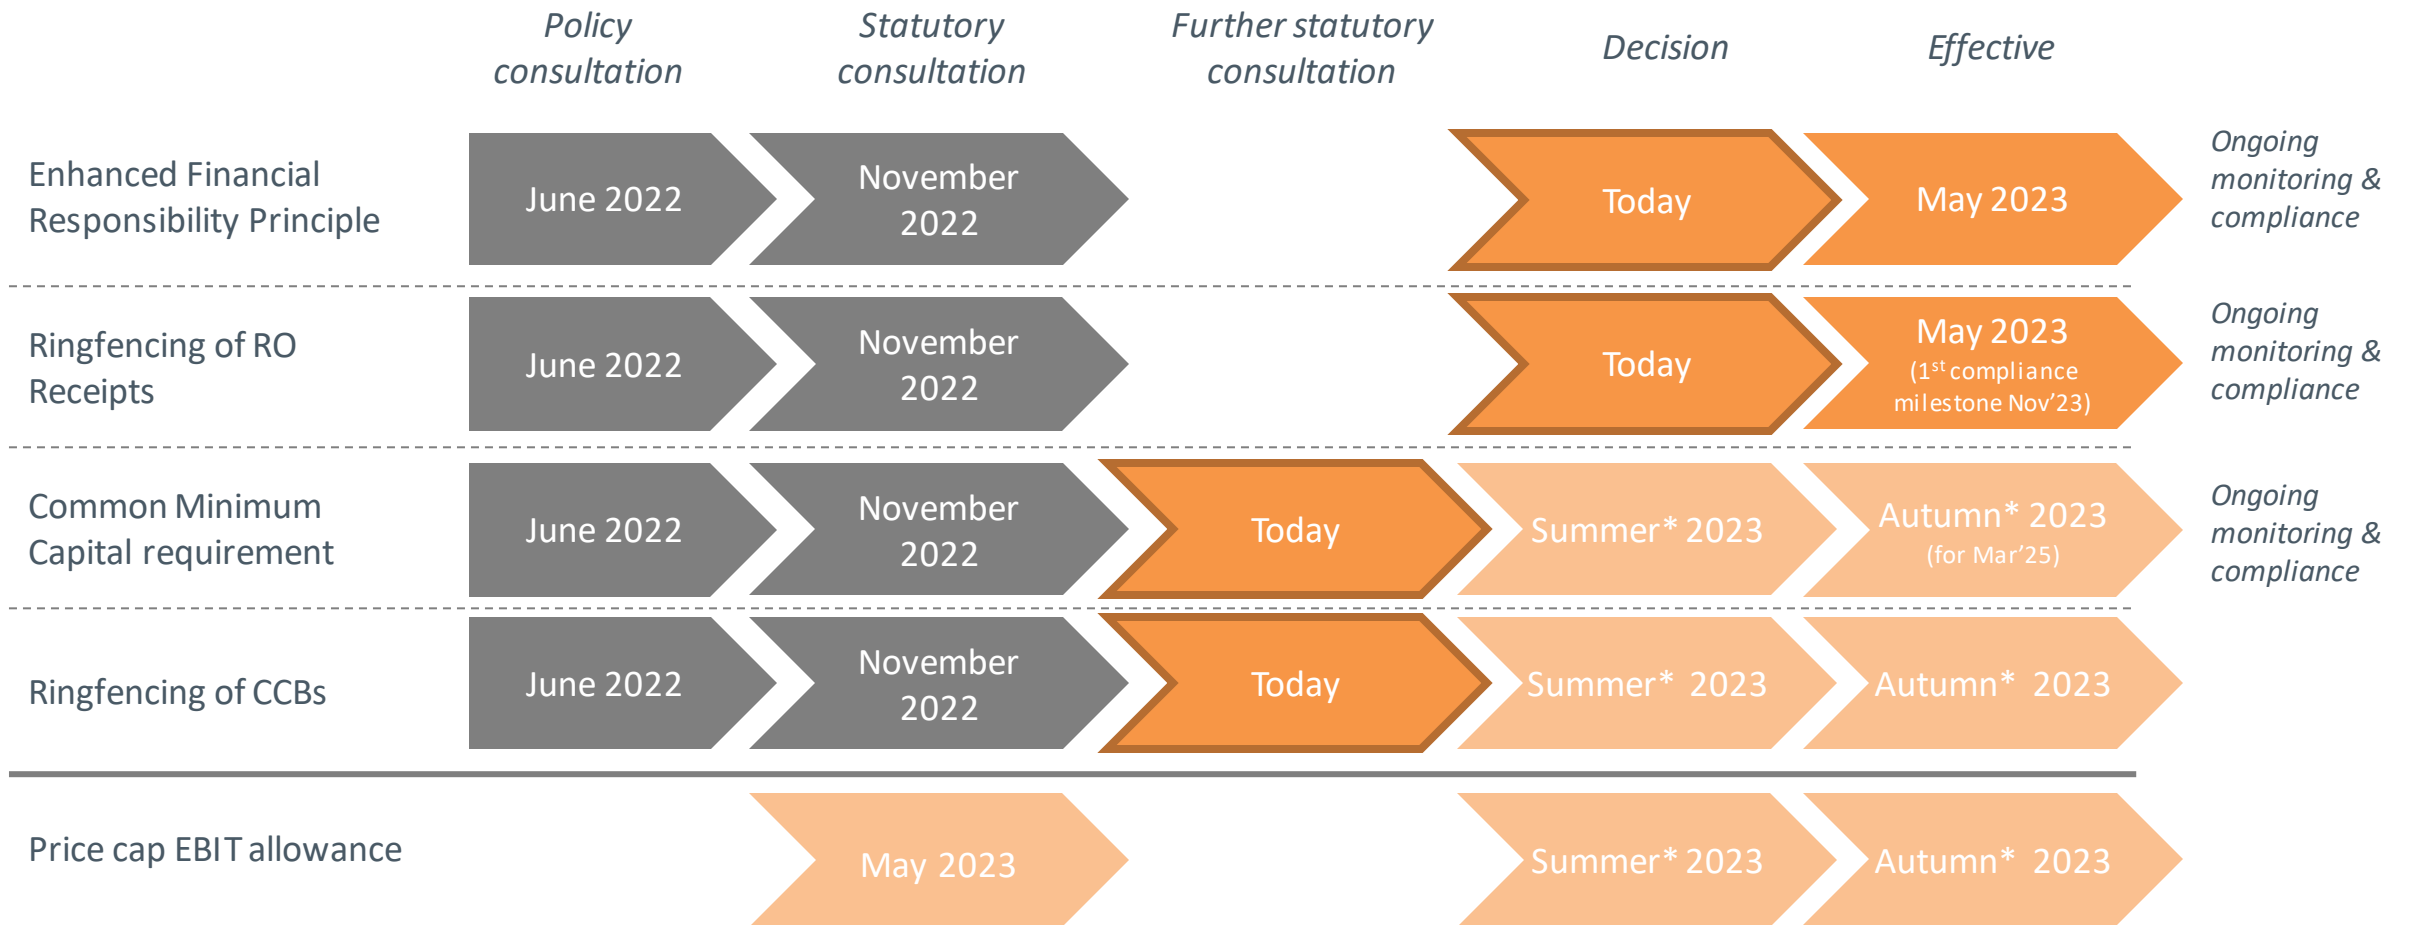 Policy
consultation
Statutory
consultation
Further statutory
consultation
Decision
Effective
Enhanced Financial
Responsibility Principle
June 2022
November
2022
Today
May 2023
Ongoing
monitoring &
compliance
Ringfencing of RO
Receipts
June 2022
November
2022
Today
May 2023
(1st compliance
milestone Nov’23)
Ongoing
monitoring &
compliance
Common Minimum
Capital requirement
June 2022
November
2022
Today
Summer* 2023
Autumn* 2023
(for Mar’25)
Ongoing
monitoring &
compliance
Ringfencing of CCBs
June 2022
November
2022
Today
Summer* 2023
Autumn* 2023
Price cap EBIT allowance
May 2023
Summer* 2023
Autumn* 2023